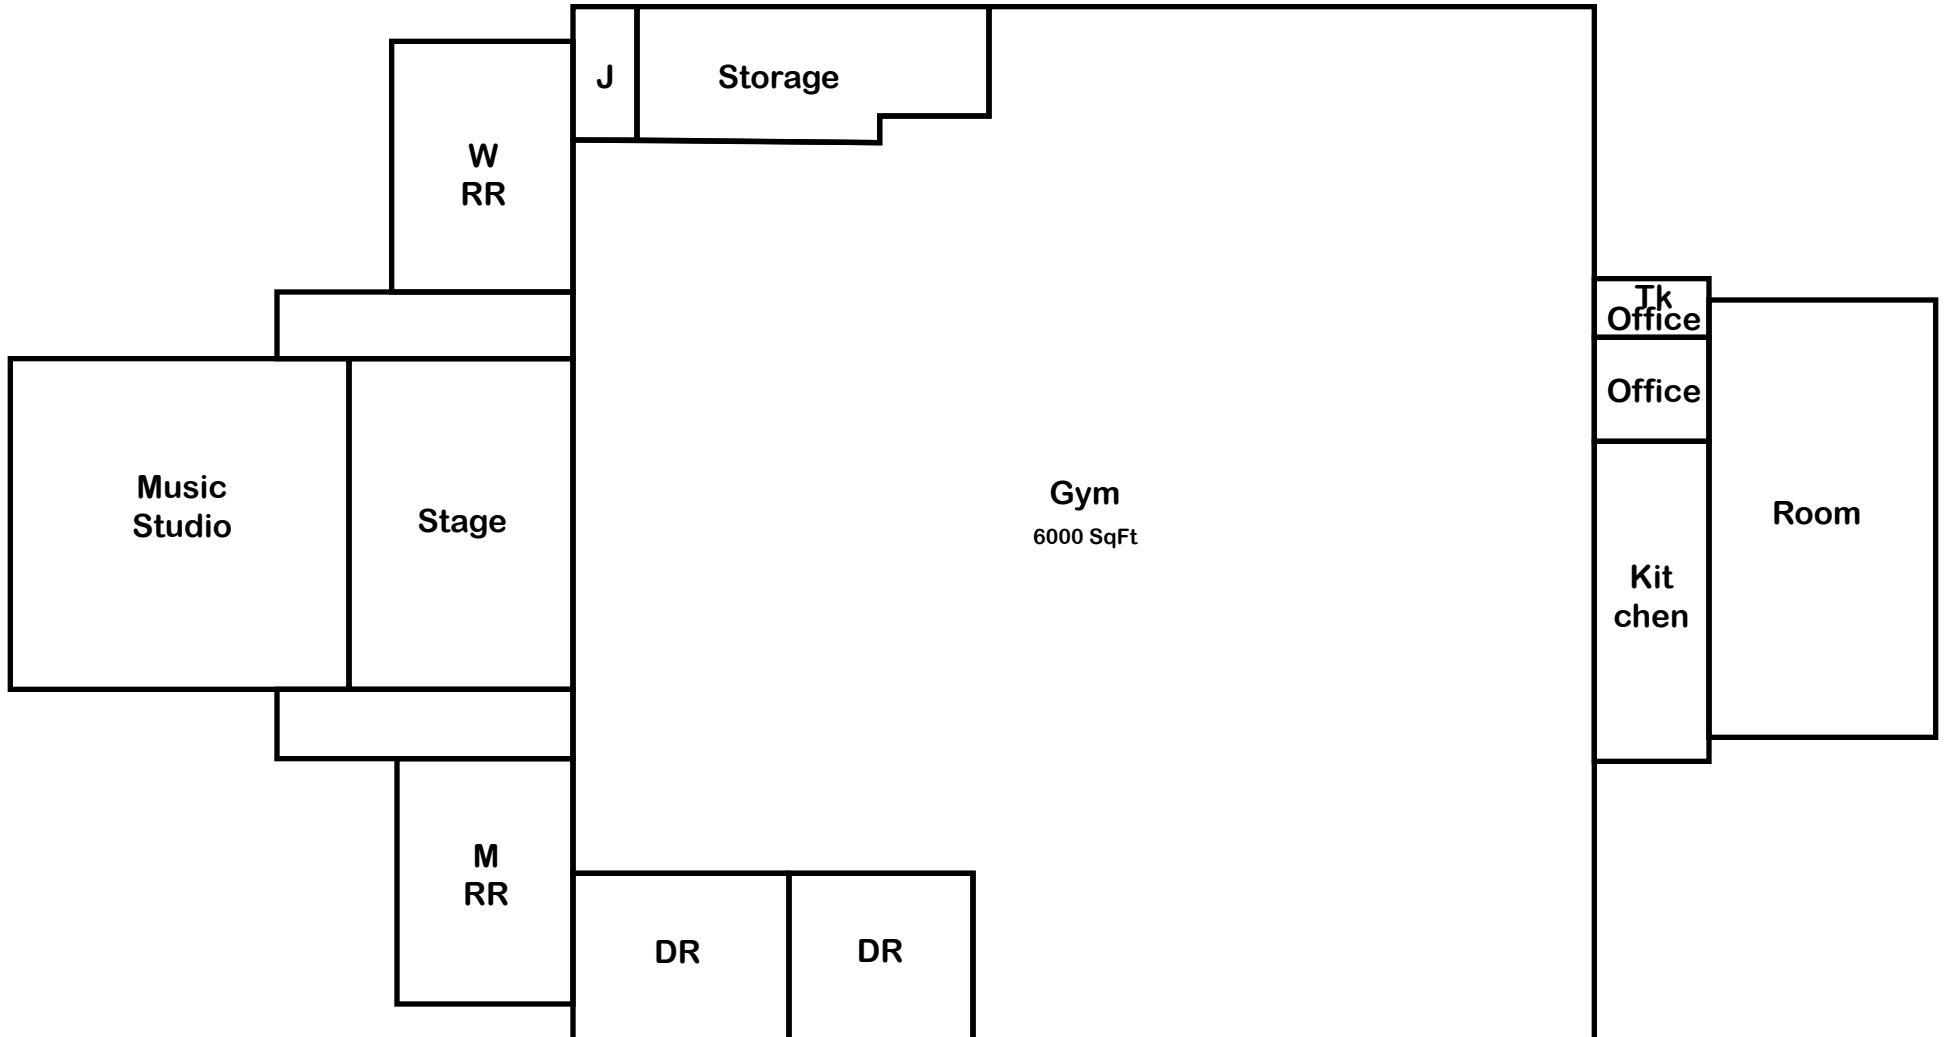 J
Storage
W
RR
Tk
Office
Office
Music
Studio
Stage
Gym
6000 SqFt
Room
Kit
chen
M
RR
DR
DR